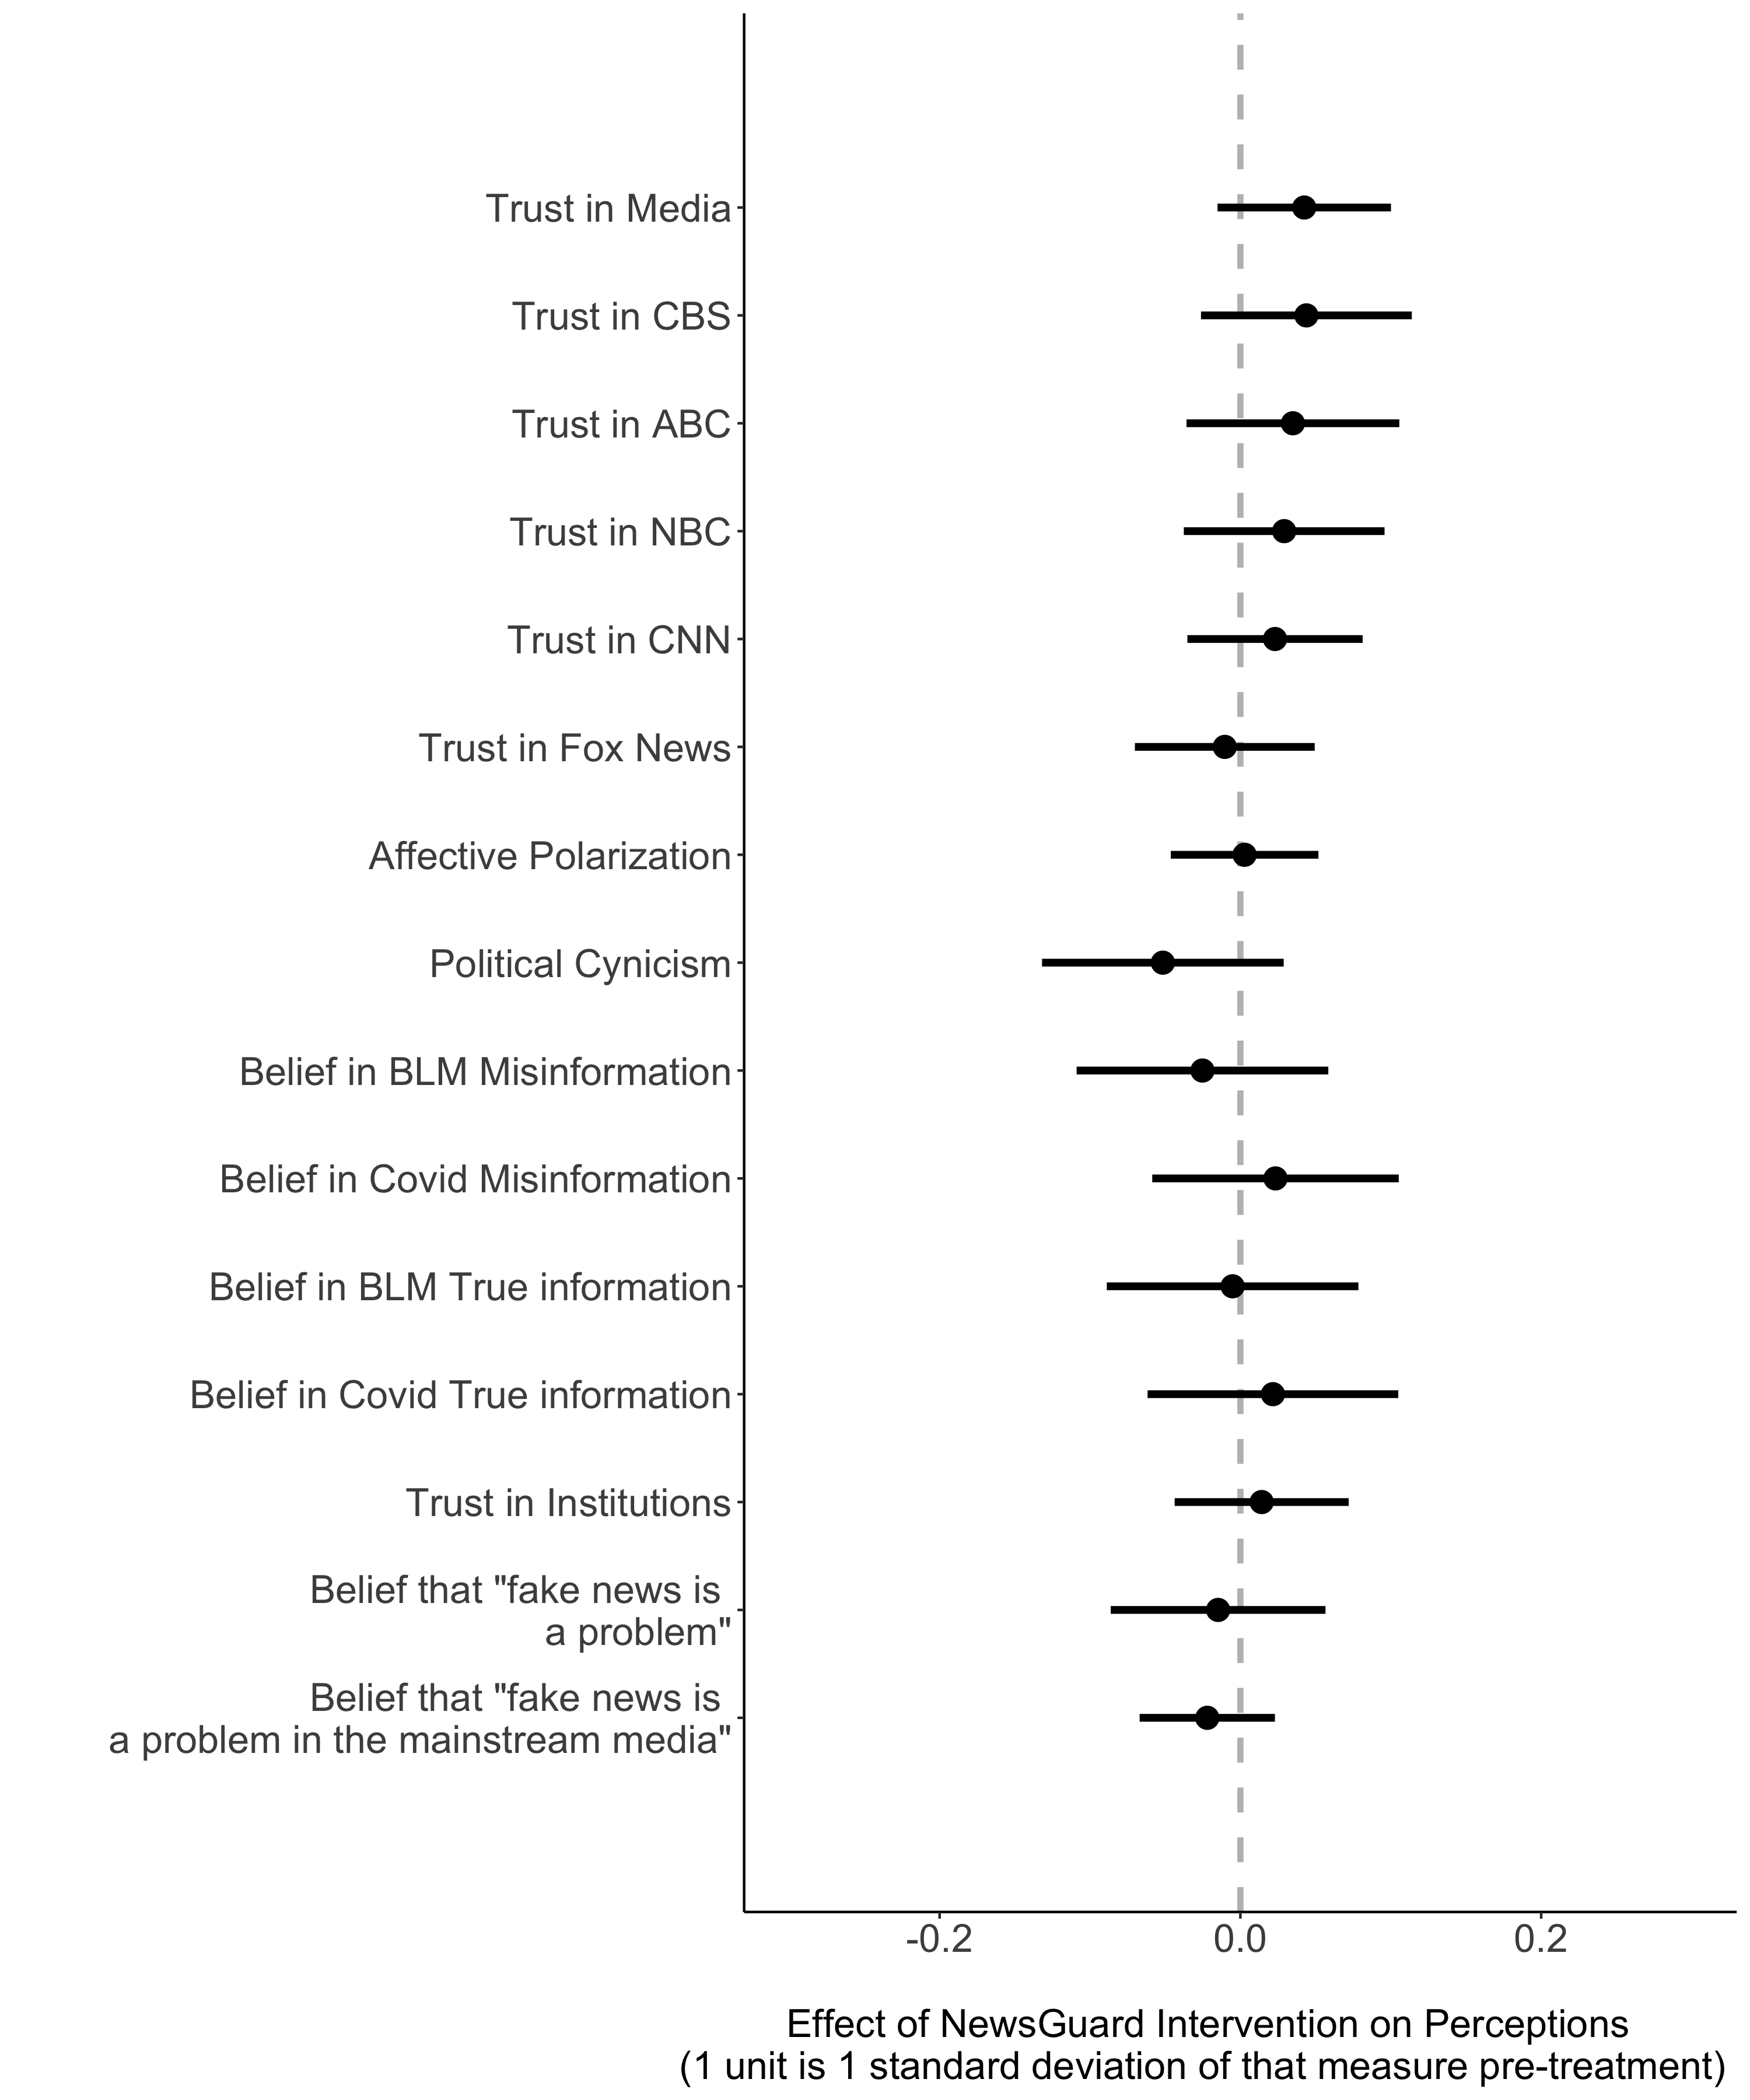 Trust in Media
Trust in CBS
Trust in ABC
Trust in NBC
Trust in CNN
Trust in Fox News
Affective Polarization
Political Cynicism
Belief in BLM Misinformation
Belief in Covid Misinformation
Belief in BLM True information
Belief in Covid True information
Trust in Institutions
Belief that "fake news is
a problem"
Belief that "fake news is
a problem in the mainstream media"
-0.2 0.0 0.2
Effect of NewsGuard Intervention on Perceptions
(1 unit is 1 standard deviation of that measure pre-treatment)